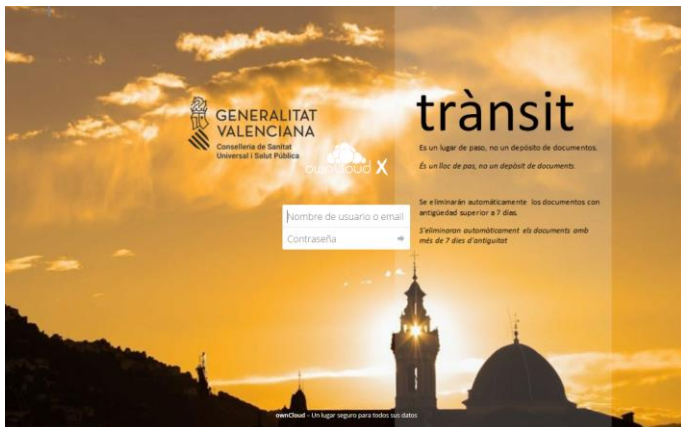 GENERALITAT
VALENCIANA
Conselleria de Sanitat
Universal i Salut Pública
ownCloud X
Nombre de usuario o email
Contraseña
trànsit
Es un lugar de paso, no un depósito de documentos.
És un lloc de pas, no un depàsit de documents.
Se eliminarán automáticamente los documentos con
antigüedad superior a 7 días.
S'eliminaran automàticament els documents amb
més de 7 dies d'antiguitat
ownCloud – Un lugar seguro para todos sus datos